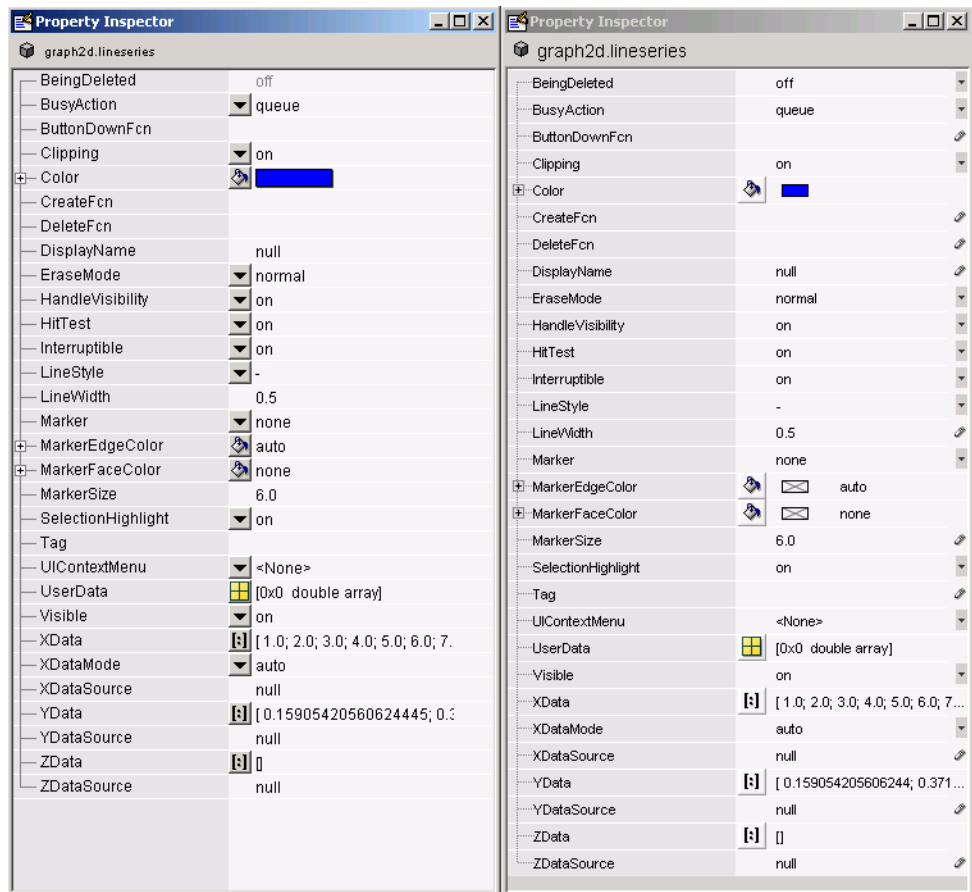 Property Inspector
graph2d.lineseries
BeingDeleted off
BusyAction queue
ButtonDownFcn
Clipping on
Color
CreateFcn
DeleteFcn
DisplayName null
EraseMode normal
HandleVisibility on
HitTest on
Interruptible on
LineStyle -
LineWidth 0.5
Marker none
MarkerEdgeColor auto
MarkerFaceColor none
MarkerSize 6.0
SelectionHighlight on
Tag
UIContextMenu <None>
UserData [0x0 double array]
Visible on
XData [:] [ 1.0; 2.0; 3.0; 4.0; 5.0; 6.0; 7.
XDataMode auto
XDataSource null
YData [:] [ 0.15905420560624445; 0.3
YDataSource null
ZData [:] []
ZDataSource null
Property Inspector
graph2d.lineseries
BeingDeleted off
BusyAction queue
ButtonDownFcn
Clipping on
Color
CreateFcn
DeleteFcn
DisplayName null
EraseMode normal
HandleVisibility on
HitTest on
Interruptible on
LineStyle -
LineWidth 0.5
Marker none
MarkerEdgeColor auto
MarkerFaceColor none
MarkerSize 6.0
SelectionHighlight on
Tag
UIContextMenu <None>
UserData [0x0 double array]
Visible on
XData [:] [ 1.0; 2.0; 3.0; 4.0; 5.0; 6.0; 7...
XDataMode auto
XDataSource null
YData [:] [ 0.159054205606244; 0.371...
YDataSource null
ZData [:] []
ZDataSource null